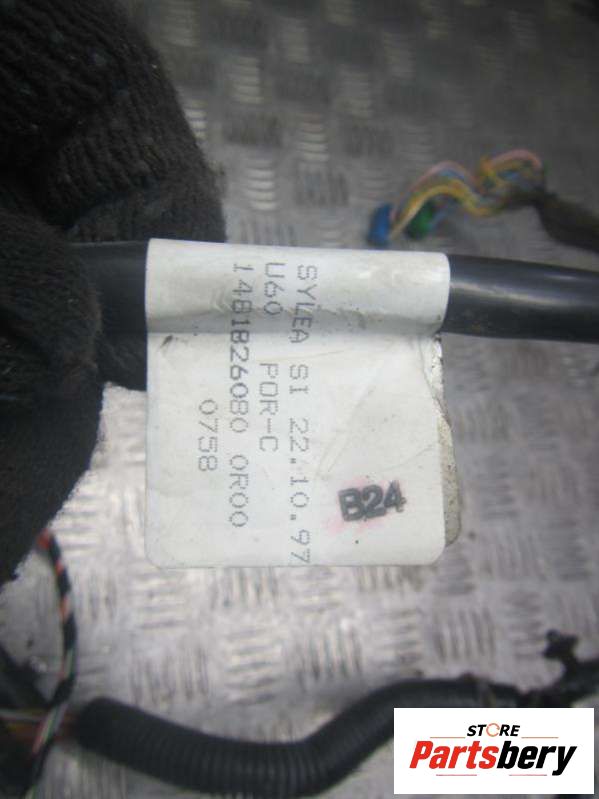 SYLEA SI 22.10.97
U60 POR-C
1481826080 0R00
0758
B24
STORE
Partsbery